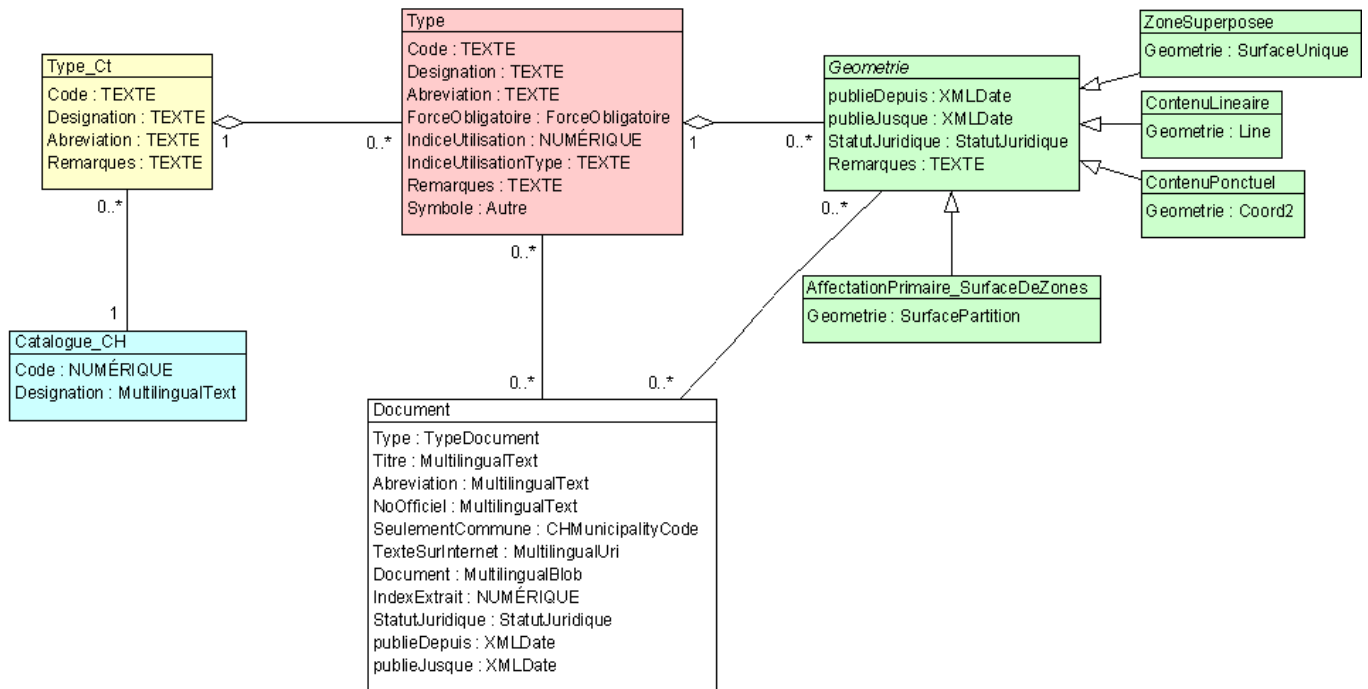 Type_Ct
Code : TEXTE
Designation : TEXTE
Abreviation : TEXTE
Remarques : TEXTE
1
0..*
0..*
1
Catalogue_CH
Code : NUMÉRIQUE
Designation : MultilingualText
Type
Code : TEXTE
Designation : TEXTE
Abreviation : TEXTE
ForceObligatoire : ForceObligatoire
IndiceUtilisation : NUMÉRIQUE
IndiceUtilisationType : TEXTE
Remarques : TEXTE
Symbole : Autre
1
0..*
0..*
0..*
Geometrie
publieDepuis : XMLDate
publieJusque : XMLDate
StatutJuridique : StatutJuridique
Remarques : TEXTE
0..*
0..*
ZoneSuperposee
Geometrie : SurfaceUnique
ContenuLineaire
Geometrie : Line
ContenuPonctuel
Geometrie : Coord2
AffectationPrimaire_SurfaceDeZones
Geometrie : SurfacePartition
Document
Type : TypeDocument
Titre : MultilingualText
Abreviation : MultilingualText
NoOfficiel : MultilingualText
SeulementCommune : CHMunicipalityCode
TexteSurInternet : MultilingualUri
Document : MultilingualBlob
IndexExtrait : NUMÉRIQUE
StatutJuridique : StatutJuridique
publieDepuis : XMLDate
publieJusque : XMLDate